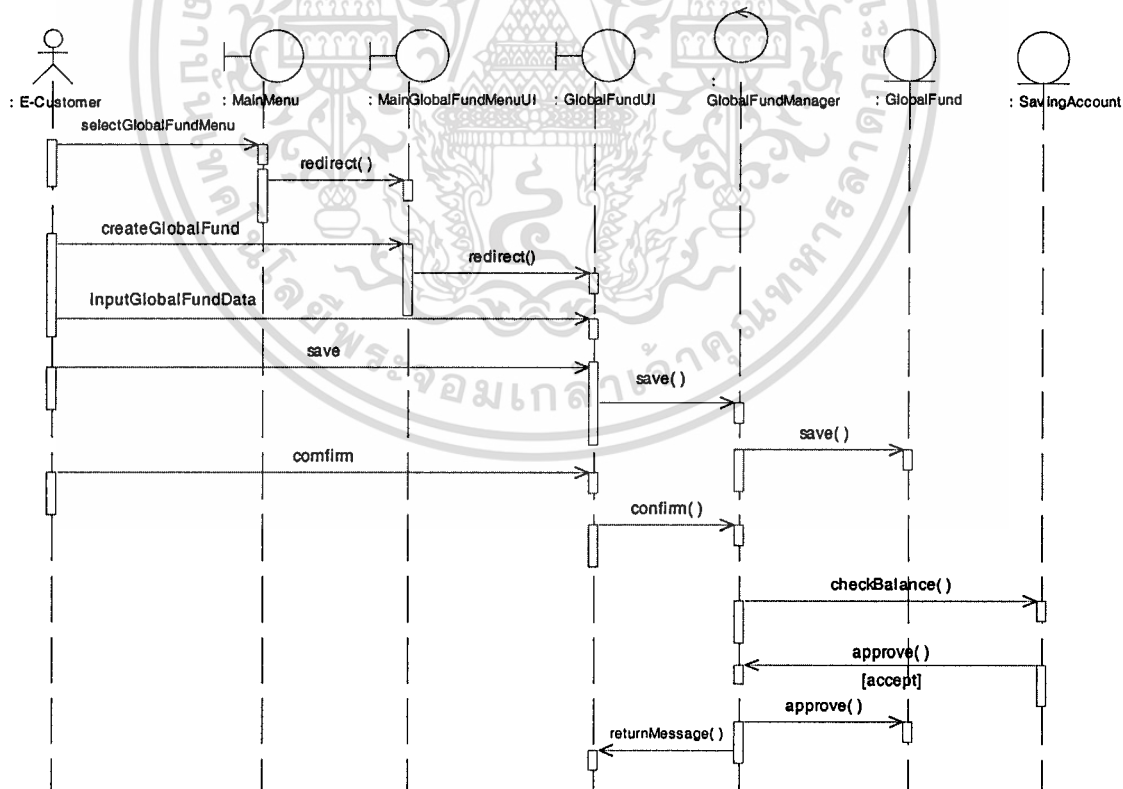 : E-Customer
: MainMenu
: MainGlobalFundMenuUI
: GlobalFundUI
:
GlobalFundManager
: GlobalFund
: SavingAccount
selectGlobalFundMenu
redirect( )
createGlobalFund
redirect()
InputGlobalFundData
save
save( )
save( )
comfirm
confirm( )
checkBalance( )
approve( )
[accept]
approve( )
returnMessage( )